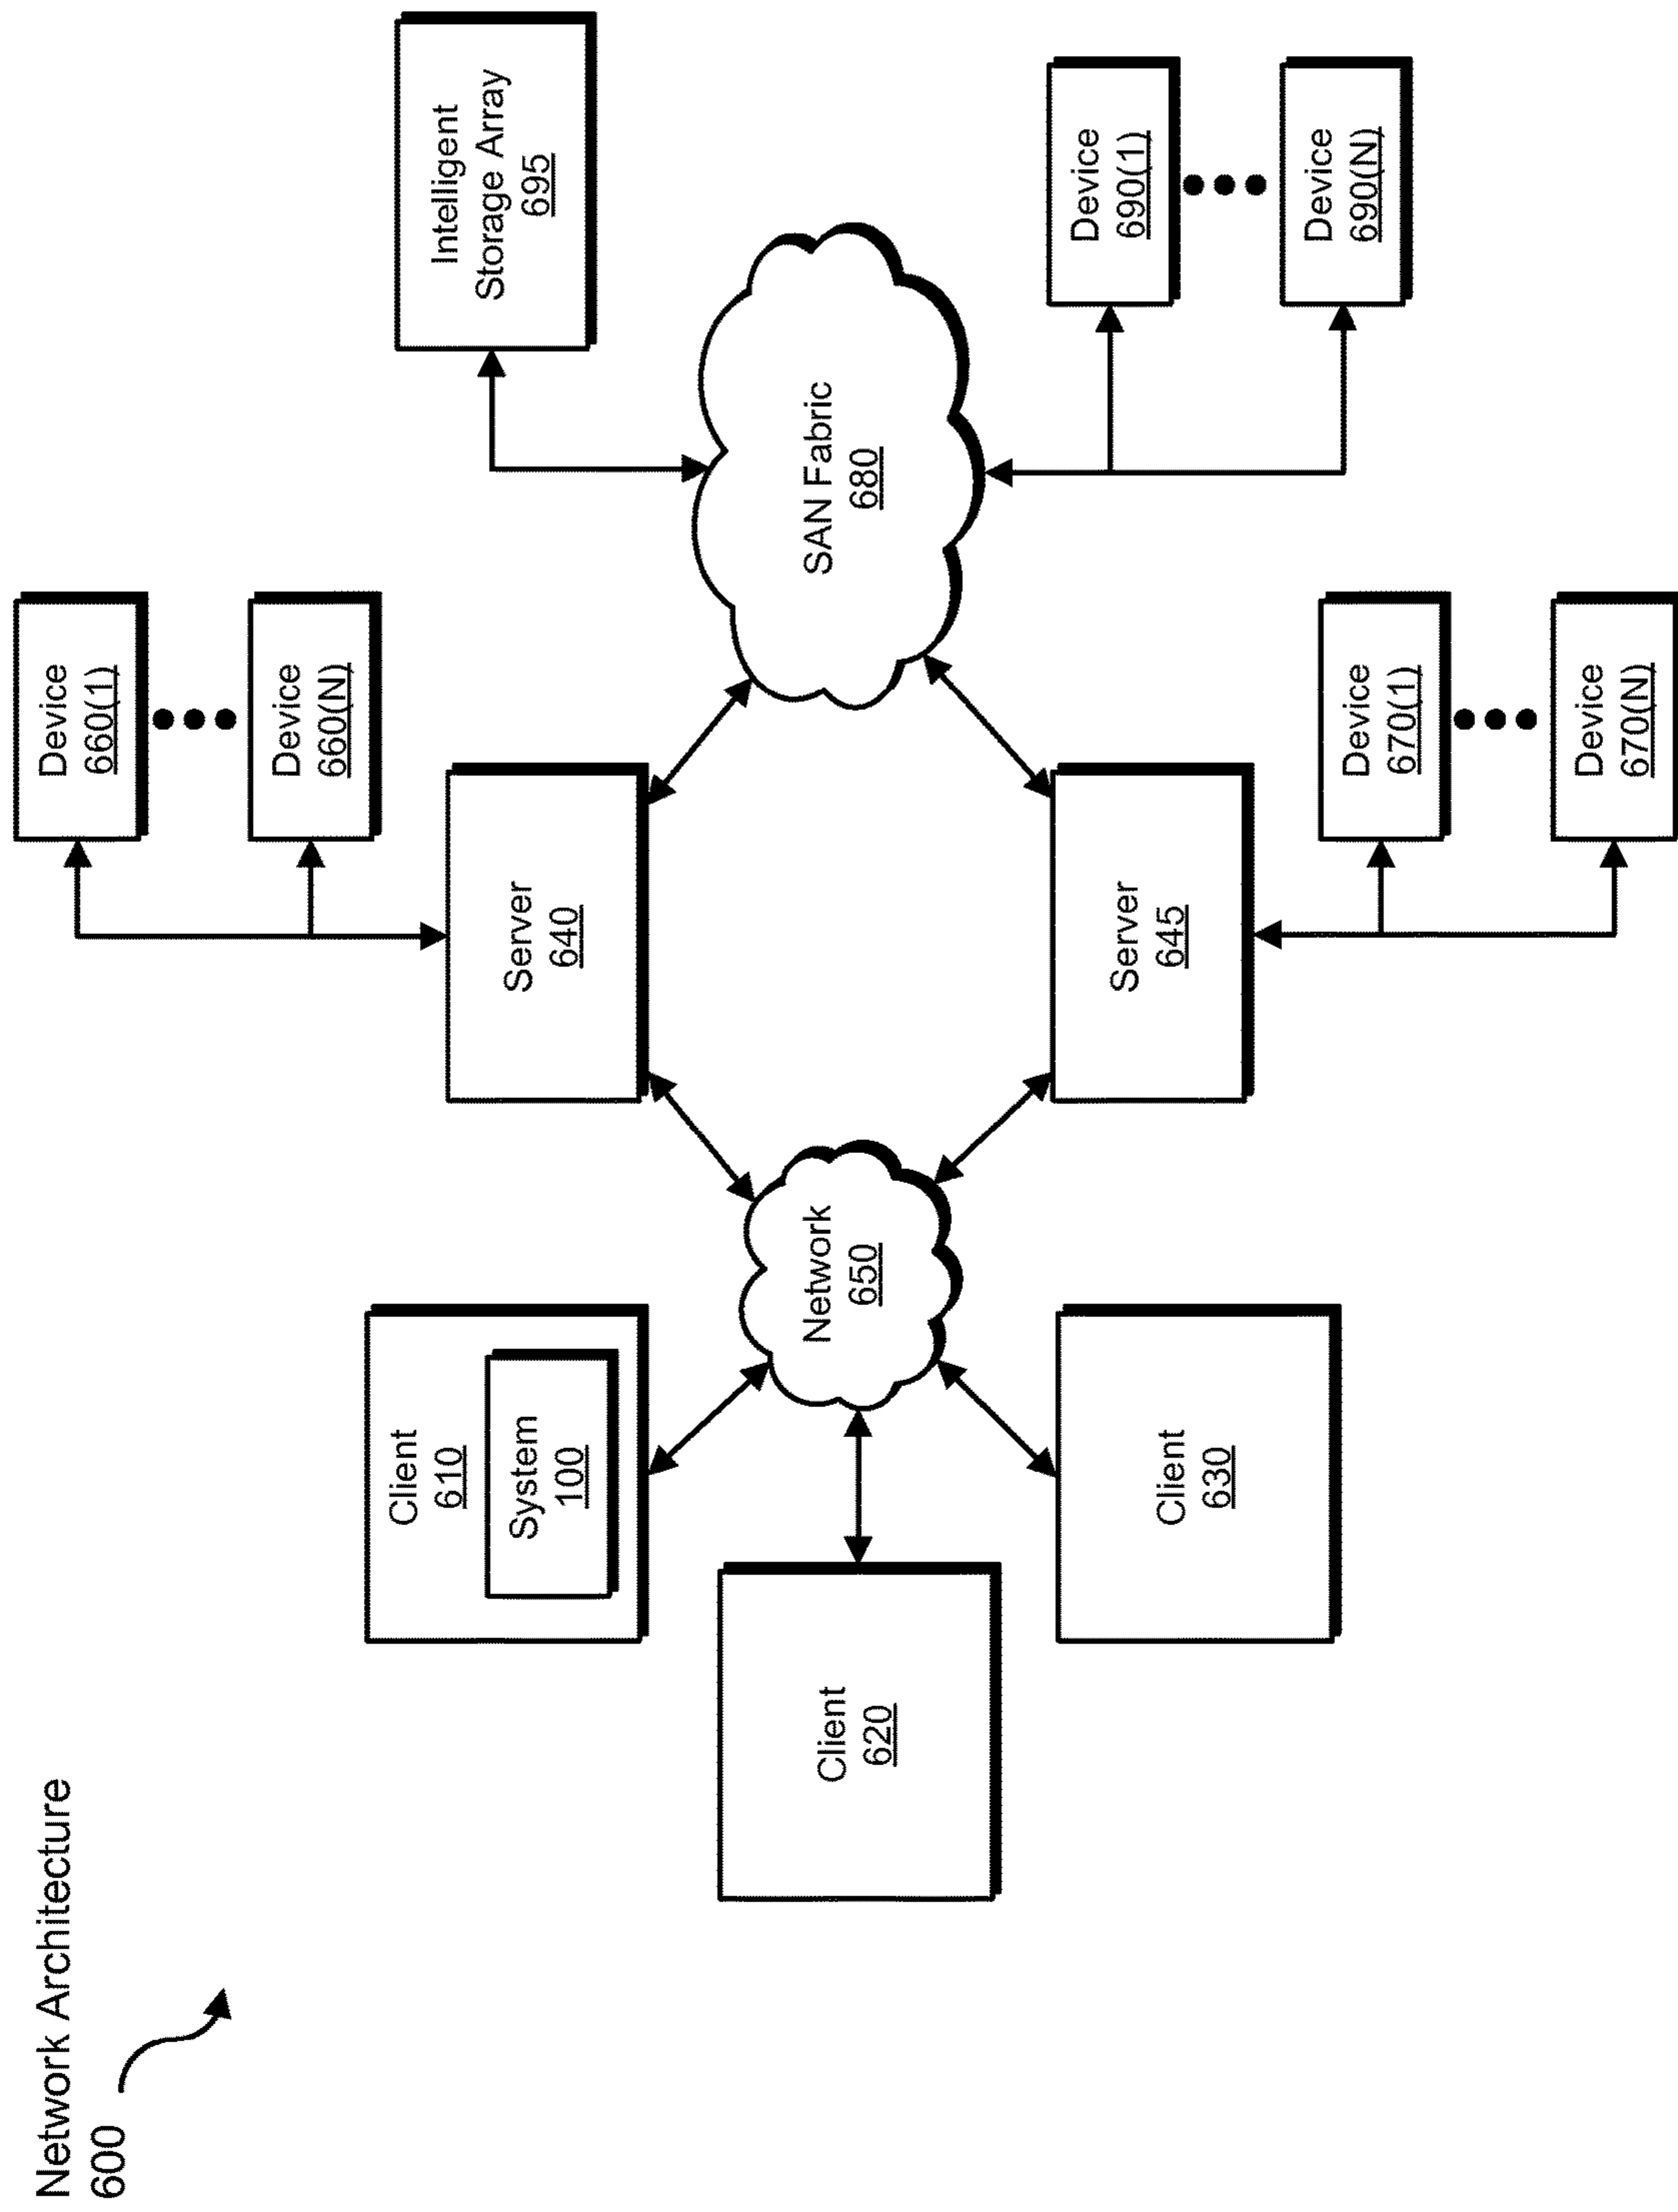 Network Architecture
600
Client
610
System
100
Client
620
Client
630
Network
650
Device
660(1)
Device
660(N)
Server
640
Server
645
Device
670(1)
Device
670(N)
SAN Fabric
680
Intelligent
Storage Array
695
Device
690(1)
Device
690(N)